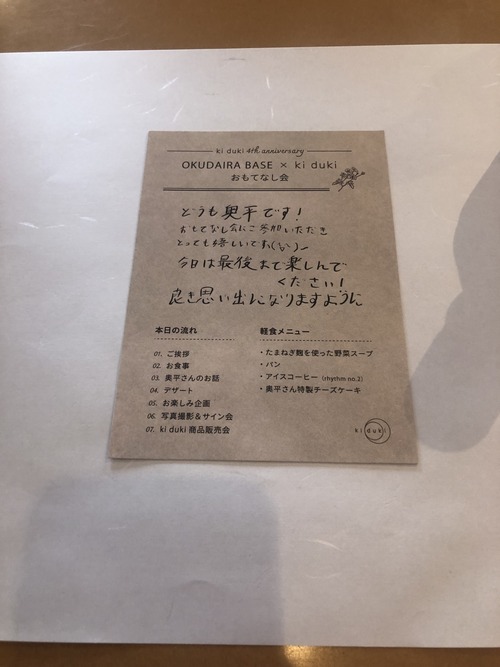 ki duki 4th anniversary
OKUDAIRA BASE × ki duki
おもてなし会
どうも奥平です!
おもてなし会にご参加いただき
とっても嬉しいです(^^)~
今日は最後まで楽しんで
ください!
良き思い出になりますように
本日の流れ
01. ご挨拶
02. お食事
03. 奥平さんのお話
04. デザート
05. お楽しみ企画
06. 写真撮影&サイン会
07. ki duki 商品販売会
軽食メニュー
・たまねぎ麹を使った野菜スープ
・パン
・アイスコーヒー (rhythm no.2)
・奥平さん特製チーズケーキ
ki duki